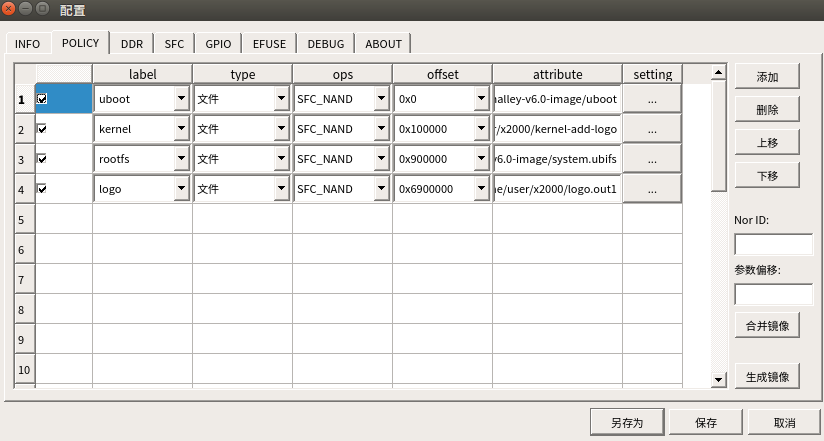 配置
INFO POLICY DDR SFC GPIO EFUSE DEBUG ABOUT
label type ops offset attribute setting
1 uboot 文件 SFC_NAND 0x0 alley-v6.0-image/uboot ...
2 kernel 文件 SFC_NAND 0x100000 /x2000/kernel-add-logo ...
3 rootfs 文件 SFC_NAND 0x900000 6.0-image/system.ubifs ...
4 logo 文件 SFC_NAND 0x6900000 e/user/x2000/logo.out1 ...
5
6
7
8
9
10
添加
删除
上移
下移
Nor ID:
参数偏移:
合并镜像
生成镜像
另存为 保存 取消